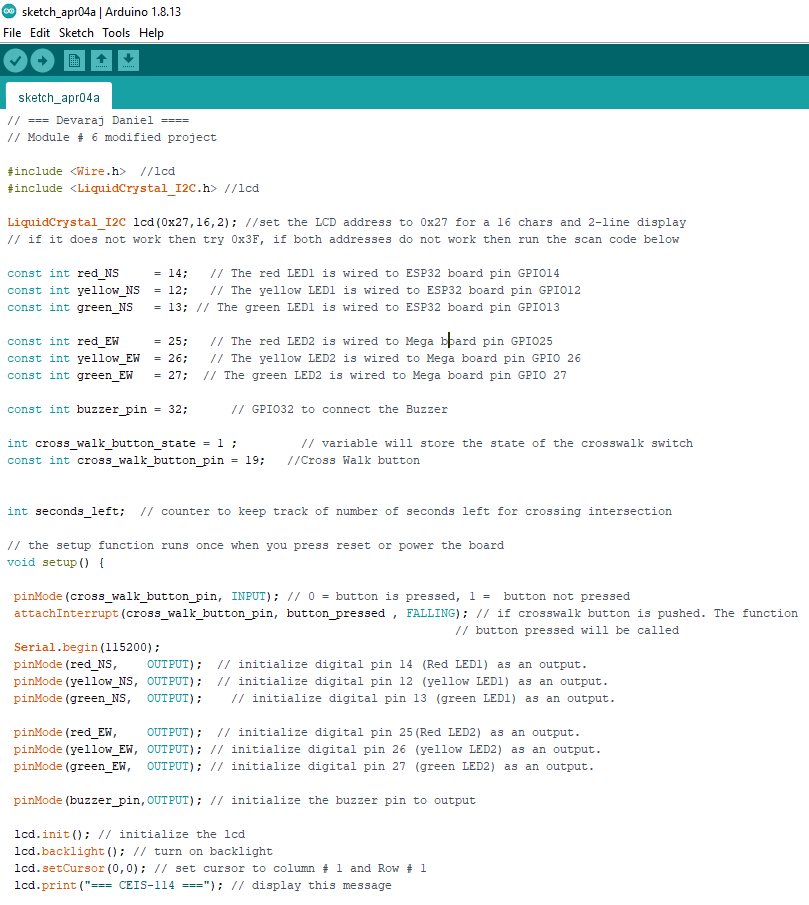 sketch_apr04a | Arduino 1.8.13
File Edit Sketch Tools Help
sketch_apr04a
// === Devaraj Daniel ====
// Module # 6 modified project
#include <Wire.h>  //lcd
#include <LiquidCrystal_I2C.h> //lcd
LiquidCrystal_I2C lcd(0x27,16,2); //set the LCD address to 0x27 for a 16 chars and 2-line display
// if it does not work then try 0x3F, if both addresses do not work then run the scan code below
const int red_NS     = 14;   // The red LED1 is wired to ESP32 board pin GPIO14
const int yellow_NS  = 12;   // The yellow LED1 is wired to ESP32 board pin GPIO12
const int green_NS   = 13; // The green LED1 is wired to ESP32 board pin GPIO13
const int red_EW     = 25;   // The red LED2 is wired to Mega board pin GPIO25
const int yellow_EW  = 26;   // The yellow LED2 is wired to Mega board pin GPIO 26
const int green_EW   = 27;  // The green LED2 is wired to Mega board pin GPIO 27
const int buzzer_pin = 32;      // GPIO32 to connect the Buzzer
int cross_walk_button_state = 1 ;         // variable will store the state of the crosswalk switch
const int cross_walk_button_pin = 19;   //Cross Walk button
int seconds_left;  // counter to keep track of number of seconds left for crossing intersection
// the setup function runs once when you press reset or power the board
void setup() {
pinMode(cross_walk_button_pin, INPUT); // 0 = button is pressed, 1 =  button not pressed
attachInterrupt(cross_walk_button_pin, button_pressed , FALLING); // if crosswalk button is pushed. The function
// button pressed will be called
Serial.begin(115200);
pinMode(red_NS,    OUTPUT);  // initialize digital pin 14 (Red LED1) as an output.
pinMode(yellow_NS, OUTPUT);  // initialize digital pin 12 (yellow LED1) as an output.
pinMode(green_NS,  OUTPUT);    // initialize digital pin 13 (green LED1) as an output.
pinMode(red_EW,    OUTPUT);  // initialize digital pin 25(Red LED2) as an output.
pinMode(yellow_EW, OUTPUT); // initialize digital pin 26 (yellow LED2) as an output.
pinMode(green_EW,  OUTPUT); // initialize digital pin 27 (green LED2) as an output.
pinMode(buzzer_pin,OUTPUT); // initialize the buzzer pin to output
lcd.init(); // initialize the lcd
lcd.backlight(); // turn on backlight
lcd.setCursor(0,0); // set cursor to column # 1 and Row # 1
lcd.print("=== CEIS-114 ==="); // display this message